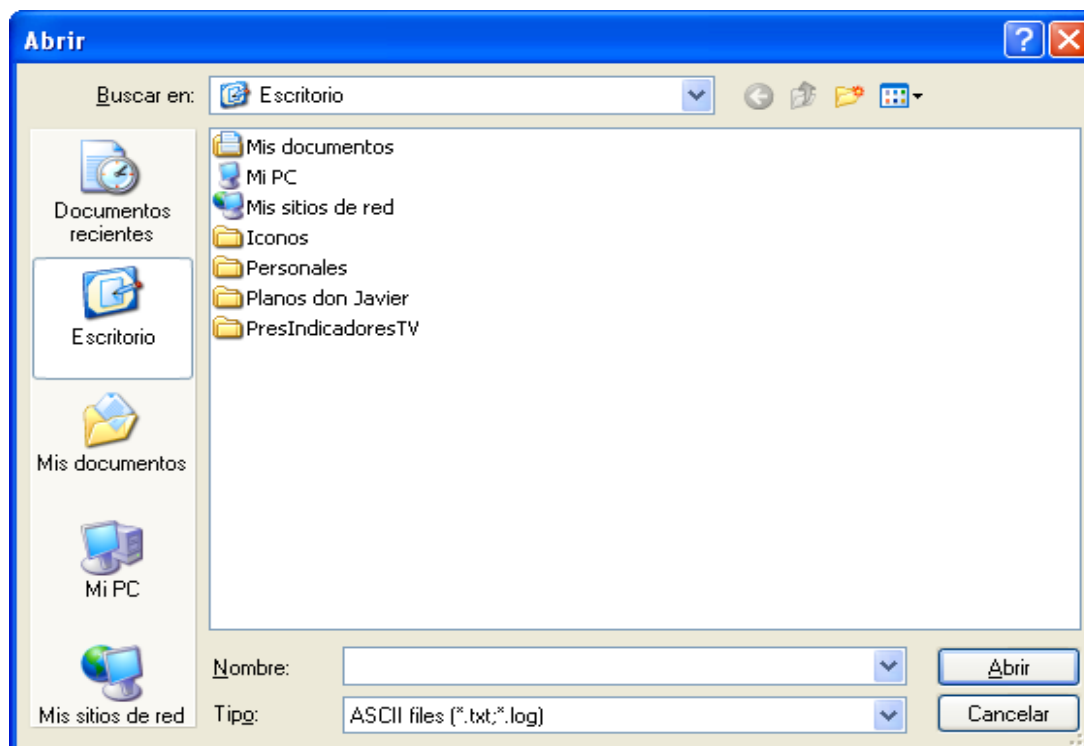 Abrir
Buscar en:
Escritorio
Documentos
recientes
Escritorio
Mis documentos
Mi PC
Mis sitios de red
Mis documentos
Mi PC
Mis sitios de red
Iconos
Personales
Planos don Javier
PresIndicadoresTV
Nombre:
Abrir
Tipo:
ASCII files (*.txt;*.log)
Cancelar